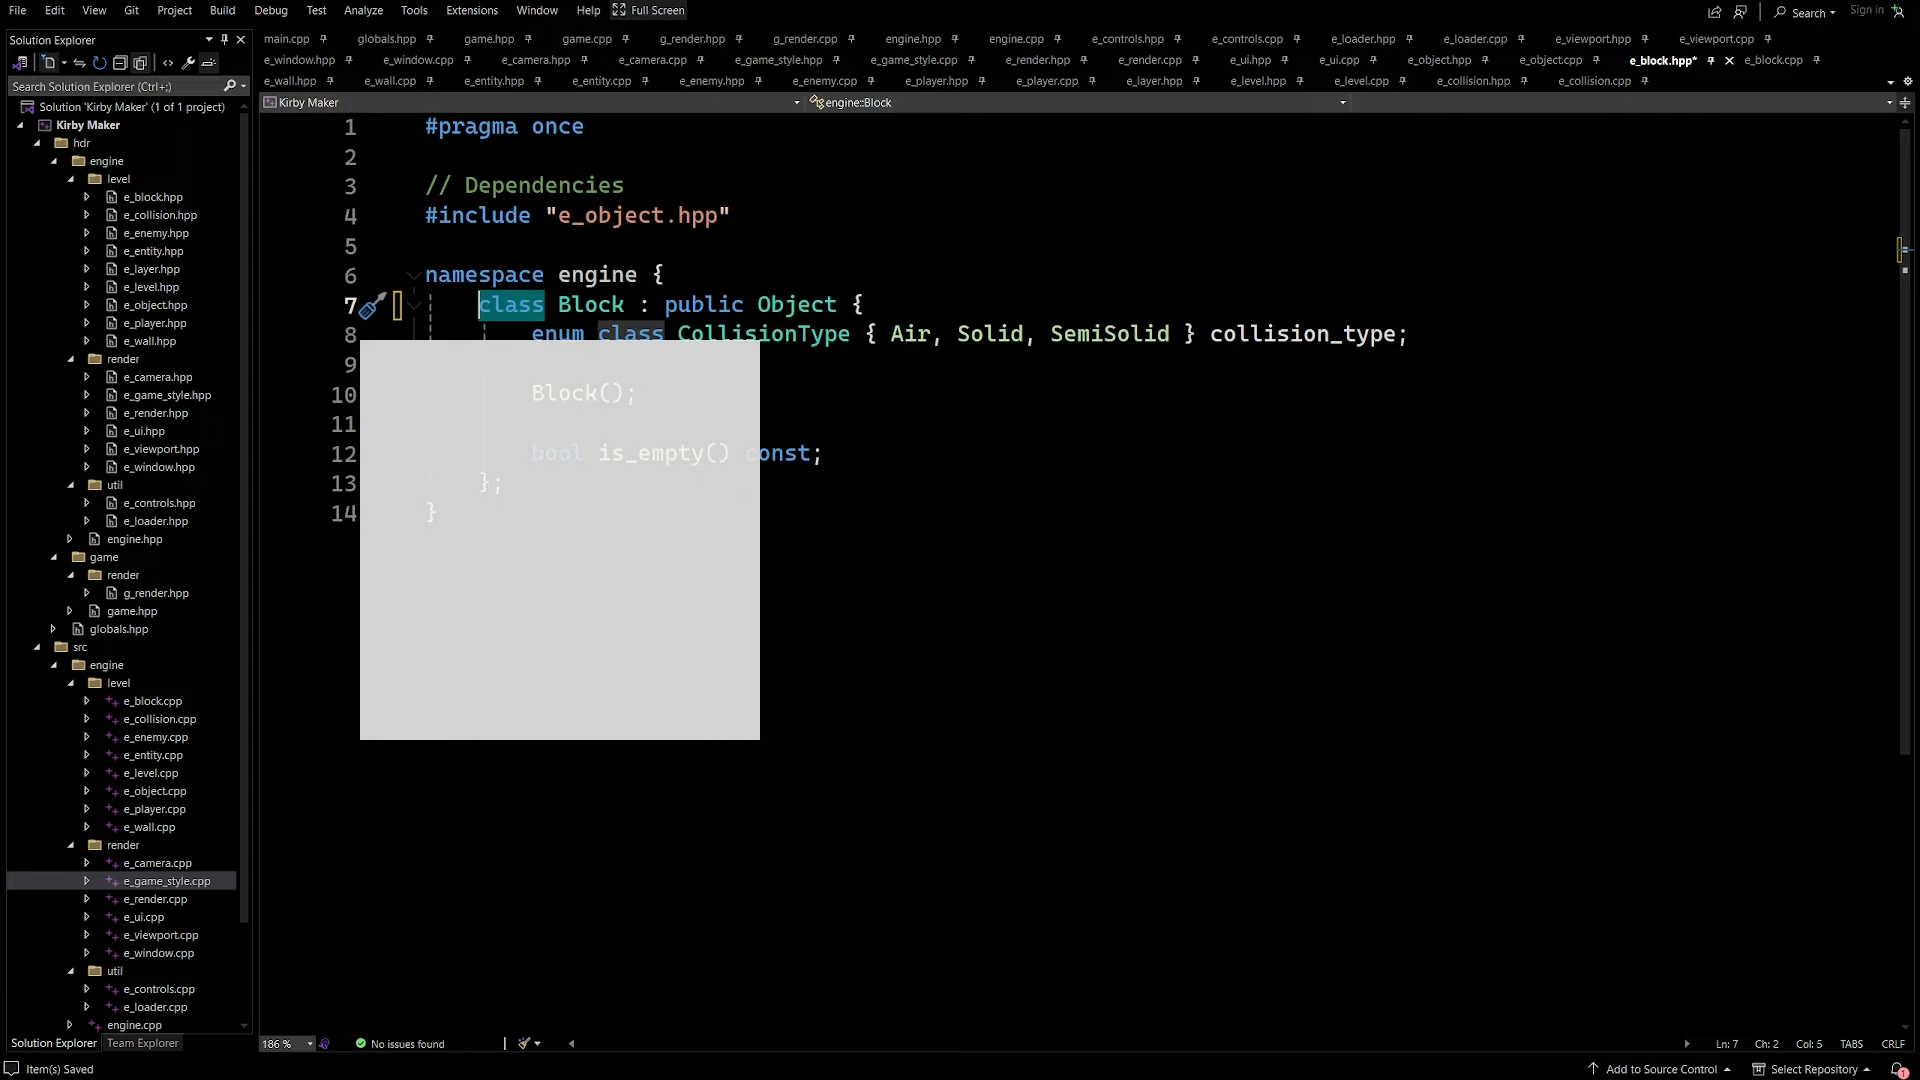 File Edit View Git Project Build Debug Test Analyze Tools Extensions Window Help Full Screen Search Sign in
Solution Explorer
main.cpp globals.hpp game.hpp game.cpp g_render.hpp g_render.cpp engine.hpp engine.cpp e_controls.hpp e_controls.cpp e_loader.hpp e_loader.cpp e_viewport.hpp e_viewport.cpp
e_window.hpp e_window.cpp e_camera.hpp e_camera.cpp e_game_style.hpp e_game_style.cpp e_render.hpp e_render.cpp e_ui.hpp e_ui.cpp e_object.hpp e_object.cpp e_block.hpp* e_block.cpp
e_wall.hpp e_wall.cpp e_entity.hpp e_entity.cpp e_enemy.hpp e_enemy.cpp e_player.hpp e_player.cpp e_layer.hpp e_level.hpp e_level.cpp e_collision.hpp e_collision.cpp
Search Solution Explorer (Ctrl+;)
Kirby Maker engine::Block
Solution 'Kirby Maker' (1 of 1 project)
Kirby Maker
hdr
engine
level
e_block.hpp
e_collision.hpp
e_enemy.hpp
e_entity.hpp
e_layer.hpp
e_level.hpp
e_object.hpp
e_player.hpp
e_wall.hpp
render
e_camera.hpp
e_game_style.hpp
e_render.hpp
e_ui.hpp
e_viewport.hpp
e_window.hpp
util
e_controls.hpp
e_loader.hpp
engine.hpp
game
render
g_render.hpp
game.hpp
globals.hpp
src
engine
level
e_block.cpp
e_collision.cpp
e_enemy.cpp
e_entity.cpp
e_level.cpp
e_object.cpp
e_player.cpp
e_wall.cpp
render
e_camera.cpp
e_game_style.cpp
e_render.cpp
e_ui.cpp
e_viewport.cpp
e_window.cpp
util
e_controls.cpp
e_loader.cpp
engine.cpp
1 #pragma once
2
3 // Dependencies
4 #include "e_object.hpp"
5
6 namespace engine {
7 class Block : public Object {
8 enum class CollisionType { Air, Solid, SemiSolid } collision_type;
9
10 Block();
11
12 bool is_empty() const;
13 };
14 }
Solution Explorer Team Explorer
186 % No issues found Ln: 7 Ch: 2 Col: 5 TABS CRLF
Item(s) Saved Add to Source Control Select Repository 1